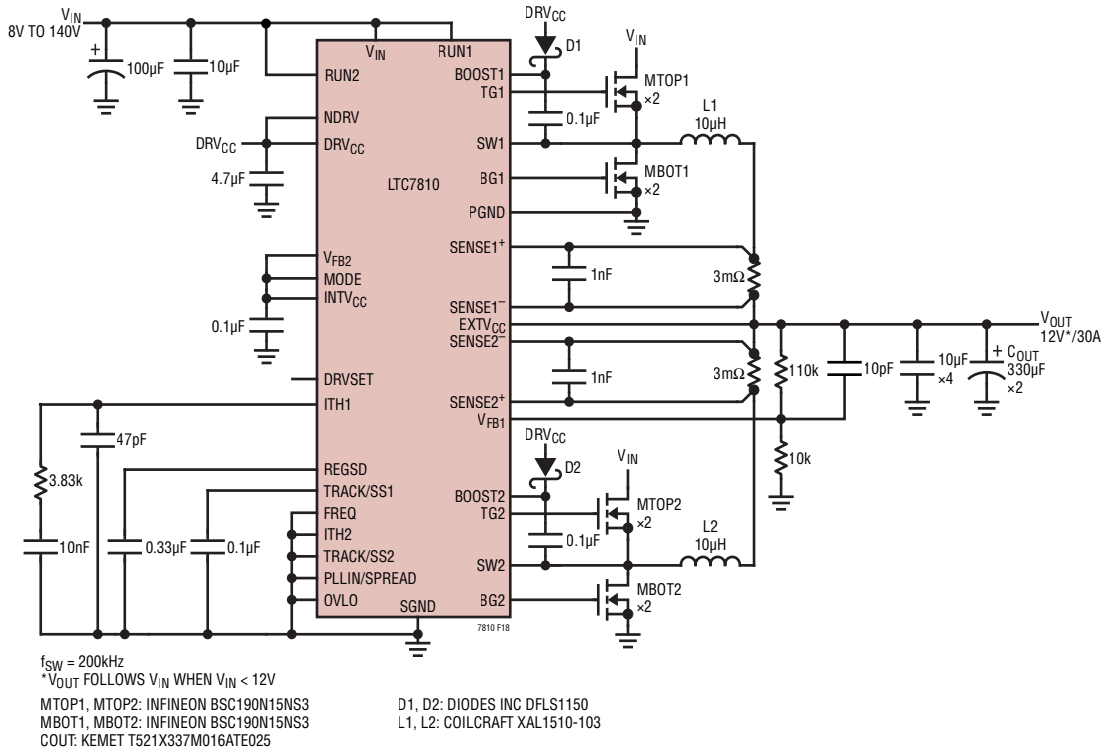 VIN
8V TO 140V
100µF
10µF
VIN
RUN1
RUN2
NDRV
DRVCC
DRVCC
4.7µF
LTC7810
VFB2
MODE
INTVCC
0.1µF
DRVSET
ITH1
47pF
3.83k
REGSD
TRACK/SS1
FREQ
ITH2
TRACK/SS2
PLLIN/SPREAD
OVLO
SGND
10nF
0.33µF
0.1µF
BOOST1
TG1
SW1
BG1
PGND
SENSE1+
SENSE1−
EXTVCC
SENSE2−
SENSE2+
VFB1
BOOST2
TG2
SW2
BG2
7810 F18
DRVCC
D1
0.1µF
VIN
MTOP1
×2
L1
10µH
MBOT1
×2
1nF
3mΩ
1nF
3mΩ
110k
10pF
10µF
×4
+ COUT
330µF
×2
VOUT
12V*/30A
10k
DRVCC
D2
0.1µF
VIN
MTOP2
×2
L2
10µH
MBOT2
×2
fSW = 200kHz
*VOUT FOLLOWS VIN WHEN VIN < 12V
MTOP1, MTOP2: INFINEON BSC190N15NS3
MBOT1, MBOT2: INFINEON BSC190N15NS3
COUT: KEMET T521X337M016ATE025
D1, D2: DIODES INC DFLS1150
L1, L2: COILCRAFT XAL1510-103